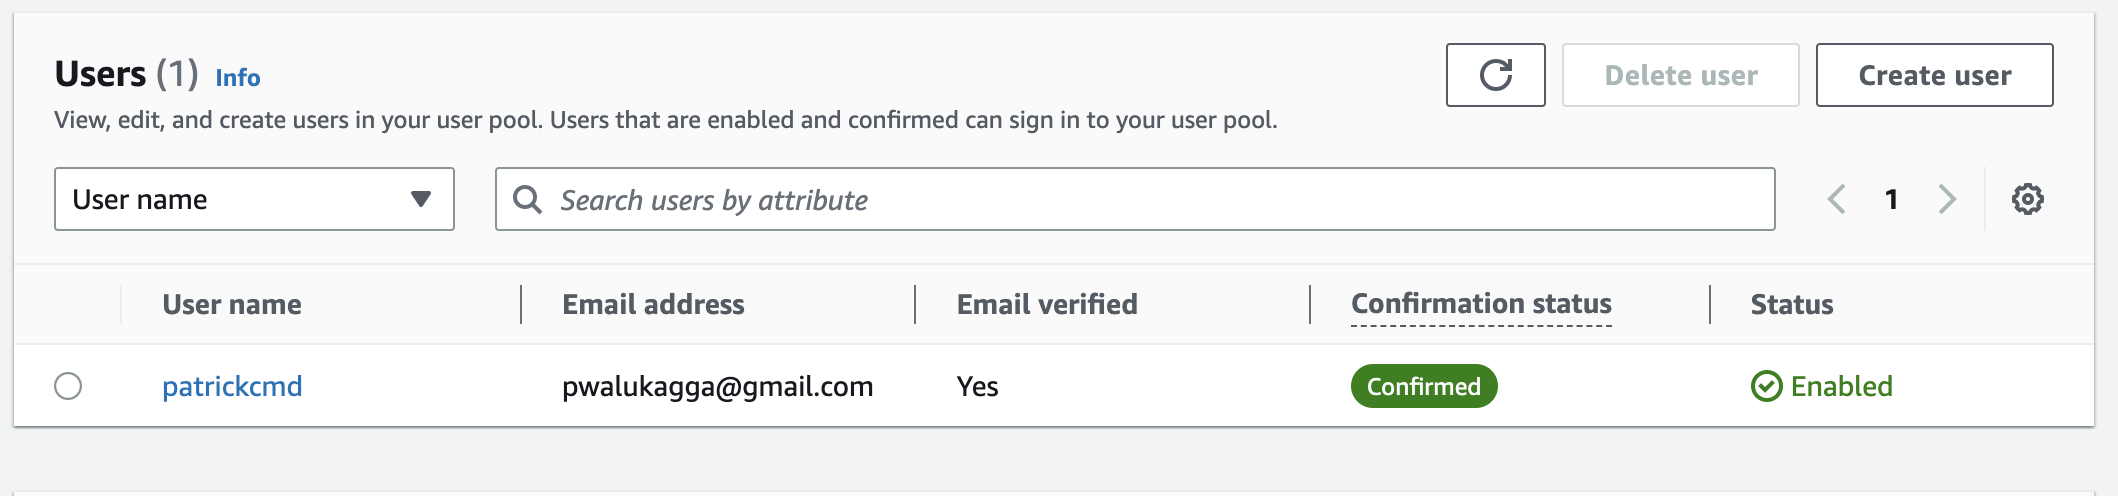 Users (1) Info
Delete user
Create user
View, edit, and create users in your user pool. Users that are enabled and confirmed can sign in to your user pool.
User name
Search users by attribute
1
User name Email address Email verified Confirmation status Status
patrickcmd pwalukagga@gmail.com Yes Confirmed Enabled